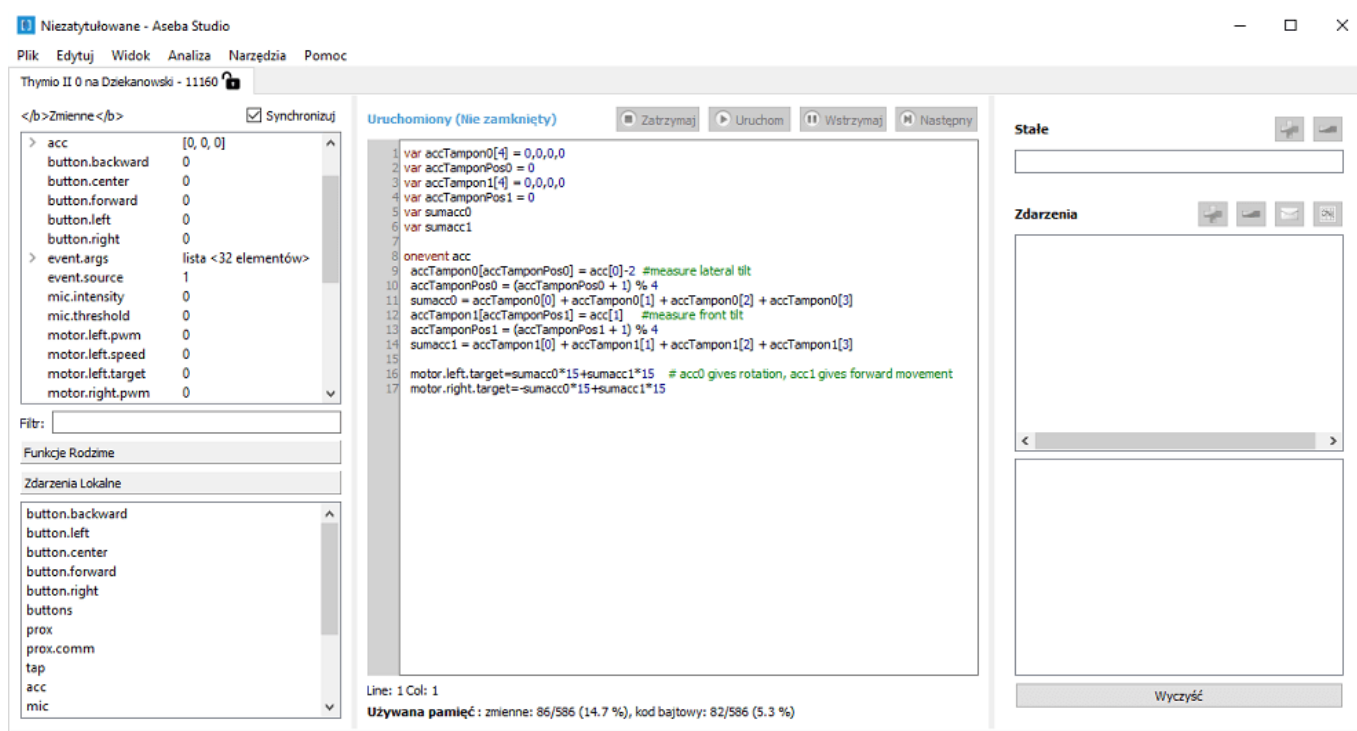 Niezatytułowane - Aseba Studio
Plik Edytuj Widok Analiza Narzędzia Pomoc
Thymio II 0 na Dziekanowski - 11160
</b>Zmienne</b> Synchronizuj
acc [0, 0, 0]
button.backward 0
button.center 0
button.forward 0
button.left 0
button.right 0
event.args lista <32 elementów>
event.source 1
mic.intensity 0
mic.threshold 0
motor.left.pwm 0
motor.left.speed 0
motor.left.target 0
motor.right.pwm 0
Filtr:
Funkcje Rodzime
Zdarzenia Lokalne
button.backward
button.left
button.center
button.forward
button.right
buttons
prox
prox.comm
tap
acc
mic
Uruchomiony (Nie zamknięty) Zatrzymaj Uruchom Wstrzymaj Następny
1 var accTampon0[4] = 0,0,0,0
2 var accTamponPos0 = 0
3 var accTampon1[4] = 0,0,0,0
4 var accTamponPos1 = 0
5 var sumacc0
6 var sumacc1
7
8 onevent acc
9 accTampon0[accTamponPos0] = acc[0]-2 #measure lateral tilt
10 accTamponPos0 = (accTamponPos0 + 1) % 4
11 sumacc0 = accTampon0[0] + accTampon0[1] + accTampon0[2] + accTampon0[3]
12 accTampon1[accTamponPos1] = acc[1] #measure front tilt
13 accTamponPos1 = (accTamponPos1 + 1) % 4
14 sumacc1 = accTampon1[0] + accTampon1[1] + accTampon1[2] + accTampon1[3]
15
16 motor.left.target=sumacc0*15+sumacc1*15 # acc0 gives rotation, acc1 gives forward movement
17 motor.right.target=-sumacc0*15+sumacc1*15
Line: 1 Col: 1
Używana pamięć : zmienne: 86/586 (14.7 %), kod bajtowy: 82/586 (5.3 %)
Stałe
Zdarzenia
Wyczyść